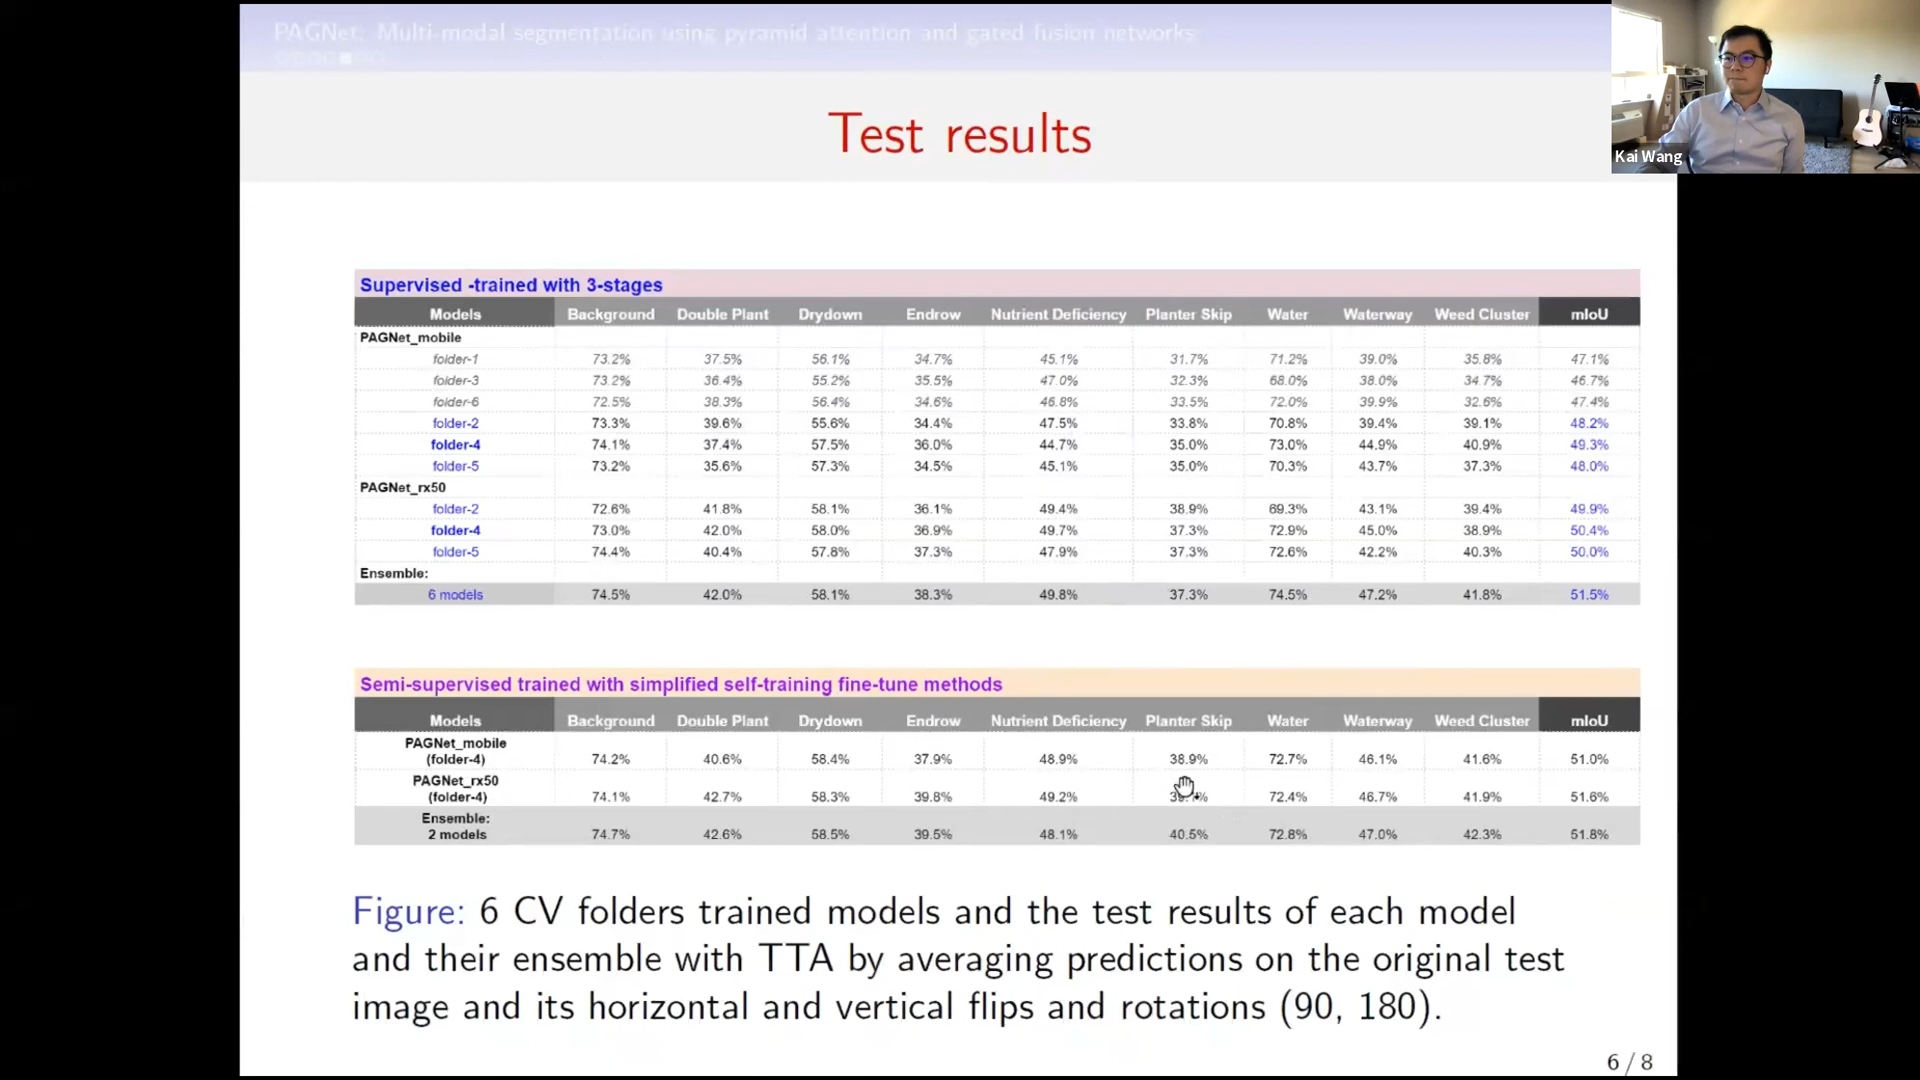 PAGNet: Multi-modal segmentation using pyramid attention and gated fusion networks
Test results
Kai Wang
Supervised -trained with 3-stages
Models Background Double Plant Drydown Endrow Nutrient Deficiency Planter Skip Water Waterway Weed Cluster mIoU
PAGNet_mobile
folder-1 73.2% 37.5% 56.1% 34.7% 45.1% 31.7% 71.2% 39.0% 35.8% 47.1%
folder-3 73.2% 36.4% 55.2% 35.5% 47.0% 32.3% 68.0% 38.0% 34.7% 46.7%
folder-6 72.5% 38.3% 56.4% 34.6% 46.8% 33.5% 72.0% 39.9% 32.6% 47.4%
folder-2 73.3% 39.6% 55.6% 34.4% 47.5% 33.8% 70.8% 39.4% 39.1% 48.2%
folder-4 74.1% 37.4% 57.5% 36.0% 44.7% 35.0% 73.0% 44.9% 40.9% 49.3%
folder-5 73.2% 35.6% 57.3% 34.5% 45.1% 35.0% 70.3% 43.7% 37.3% 48.0%
PAGNet_rx50
folder-2 72.6% 41.8% 58.1% 36.1% 49.4% 38.9% 69.3% 43.1% 39.4% 49.9%
folder-4 73.0% 42.0% 58.0% 36.9% 49.7% 37.3% 72.9% 45.0% 38.9% 50.4%
folder-5 74.4% 40.4% 57.8% 37.3% 47.9% 37.3% 72.6% 42.2% 40.3% 50.0%
Ensemble:
6 models 74.5% 42.0% 58.1% 38.3% 49.8% 37.3% 74.5% 47.2% 41.8% 51.5%
Semi-supervised trained with simplified self-training fine-tune methods
Models Background Double Plant Drydown Endrow Nutrient Deficiency Planter Skip Water Waterway Weed Cluster mIoU
PAGNet_mobile
(folder-4) 74.2% 40.6% 58.4% 37.9% 48.9% 38.9% 72.7% 46.1% 41.6% 51.0%
PAGNet_rx50
(folder-4) 74.1% 42.7% 58.3% 39.8% 49.2% 72.4% 46.7% 41.9% 51.6%
Ensemble:
2 models 74.7% 42.6% 58.5% 39.5% 48.1% 40.5% 72.8% 47.0% 42.3% 51.8%
Figure: 6 CV folders trained models and the test results of each model
and their ensemble with TTA by averaging predictions on the original test
image and its horizontal and vertical flips and rotations (90, 180).
6 / 8